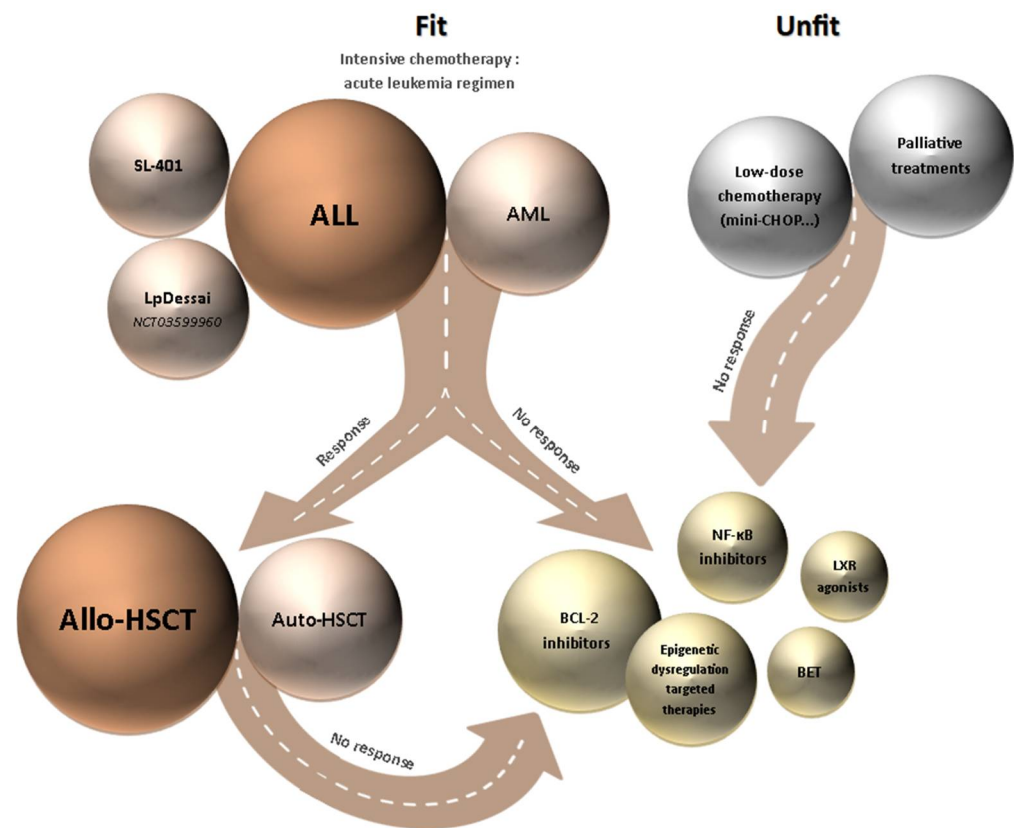 Fit
Intensive chemotherapy :
acute leukemia regimen
Unfit
SL-401
ALL
AML
LpDessai
NCT03599960
Low-dose
chemotherapy
(mini-CHOP...)
Palliative
treatments
Response
No response
No response
Allo-HSCT
Auto-HSCT
No response
BCL-2
inhibitors
NF-κB
inhibitors
LXR
agonists
Epigenetic
dysregulation
targeted
therapies
BET